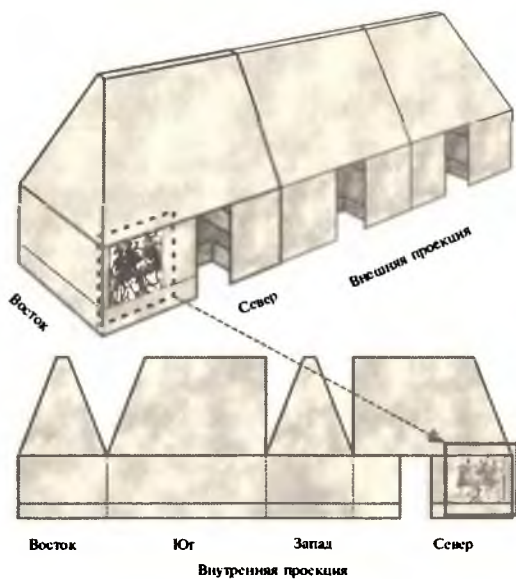 Восток
Север
Внешняя проекция
Восток
Юг
Запад
Север
Внутренняя проекция